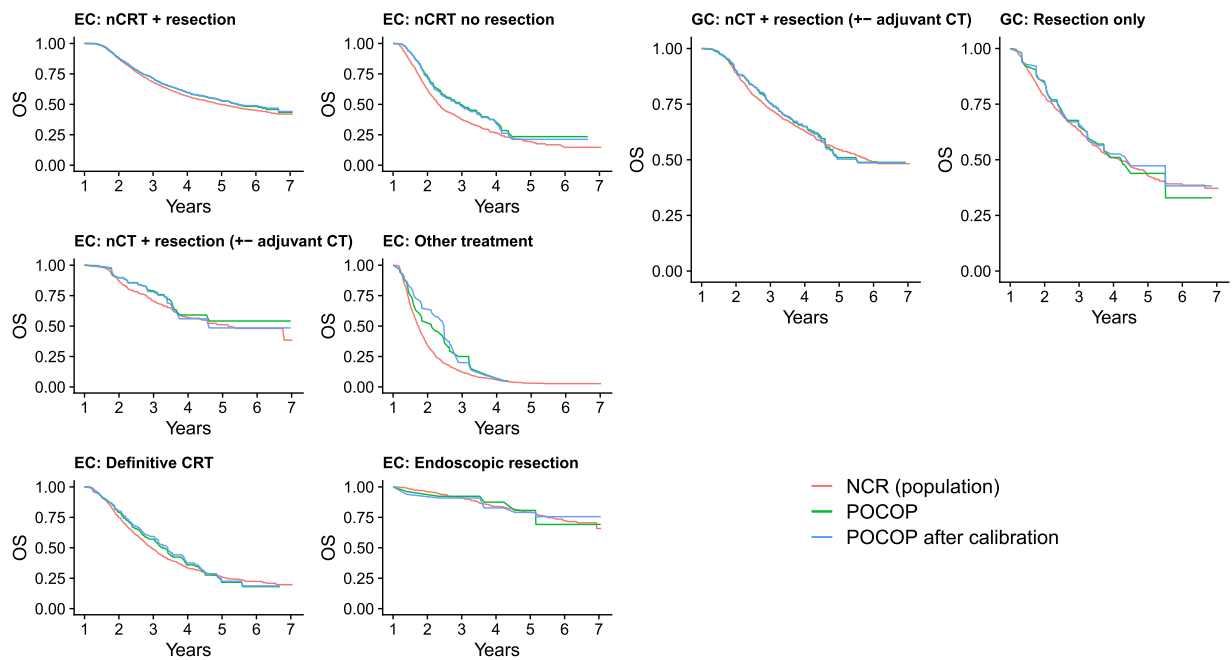 EC: nCRT + resection
1.00
0.75
0.50
0.25
0.00
OS
1 2 3 4 5 6 7
Years
EC: nCRT no resection
1.00
0.75
0.50
0.25
0.00
OS
1 2 3 4 5 6 7
Years
GC: nCT + resection (+− adjuvant CT)
1.00
0.75
0.50
0.25
0.00
OS
1 2 3 4 5 6 7
Years
GC: Resection only
1.00
0.75
0.50
0.25
0.00
OS
1 2 3 4 5 6 7
Years
EC: nCT + resection (+− adjuvant CT)
1.00
0.75
0.50
0.25
0.00
OS
1 2 3 4 5 6 7
Years
EC: Other treatment
1.00
0.75
0.50
0.25
0.00
OS
1 2 3 4 5 6 7
Years
EC: Definitive CRT
1.00
0.75
0.50
0.25
0.00
OS
1 2 3 4 5 6 7
Years
EC: Endoscopic resection
1.00
0.75
0.50
0.25
0.00
OS
1 2 3 4 5 6 7
Years
NCR (population)
POCOP
POCOP after calibration